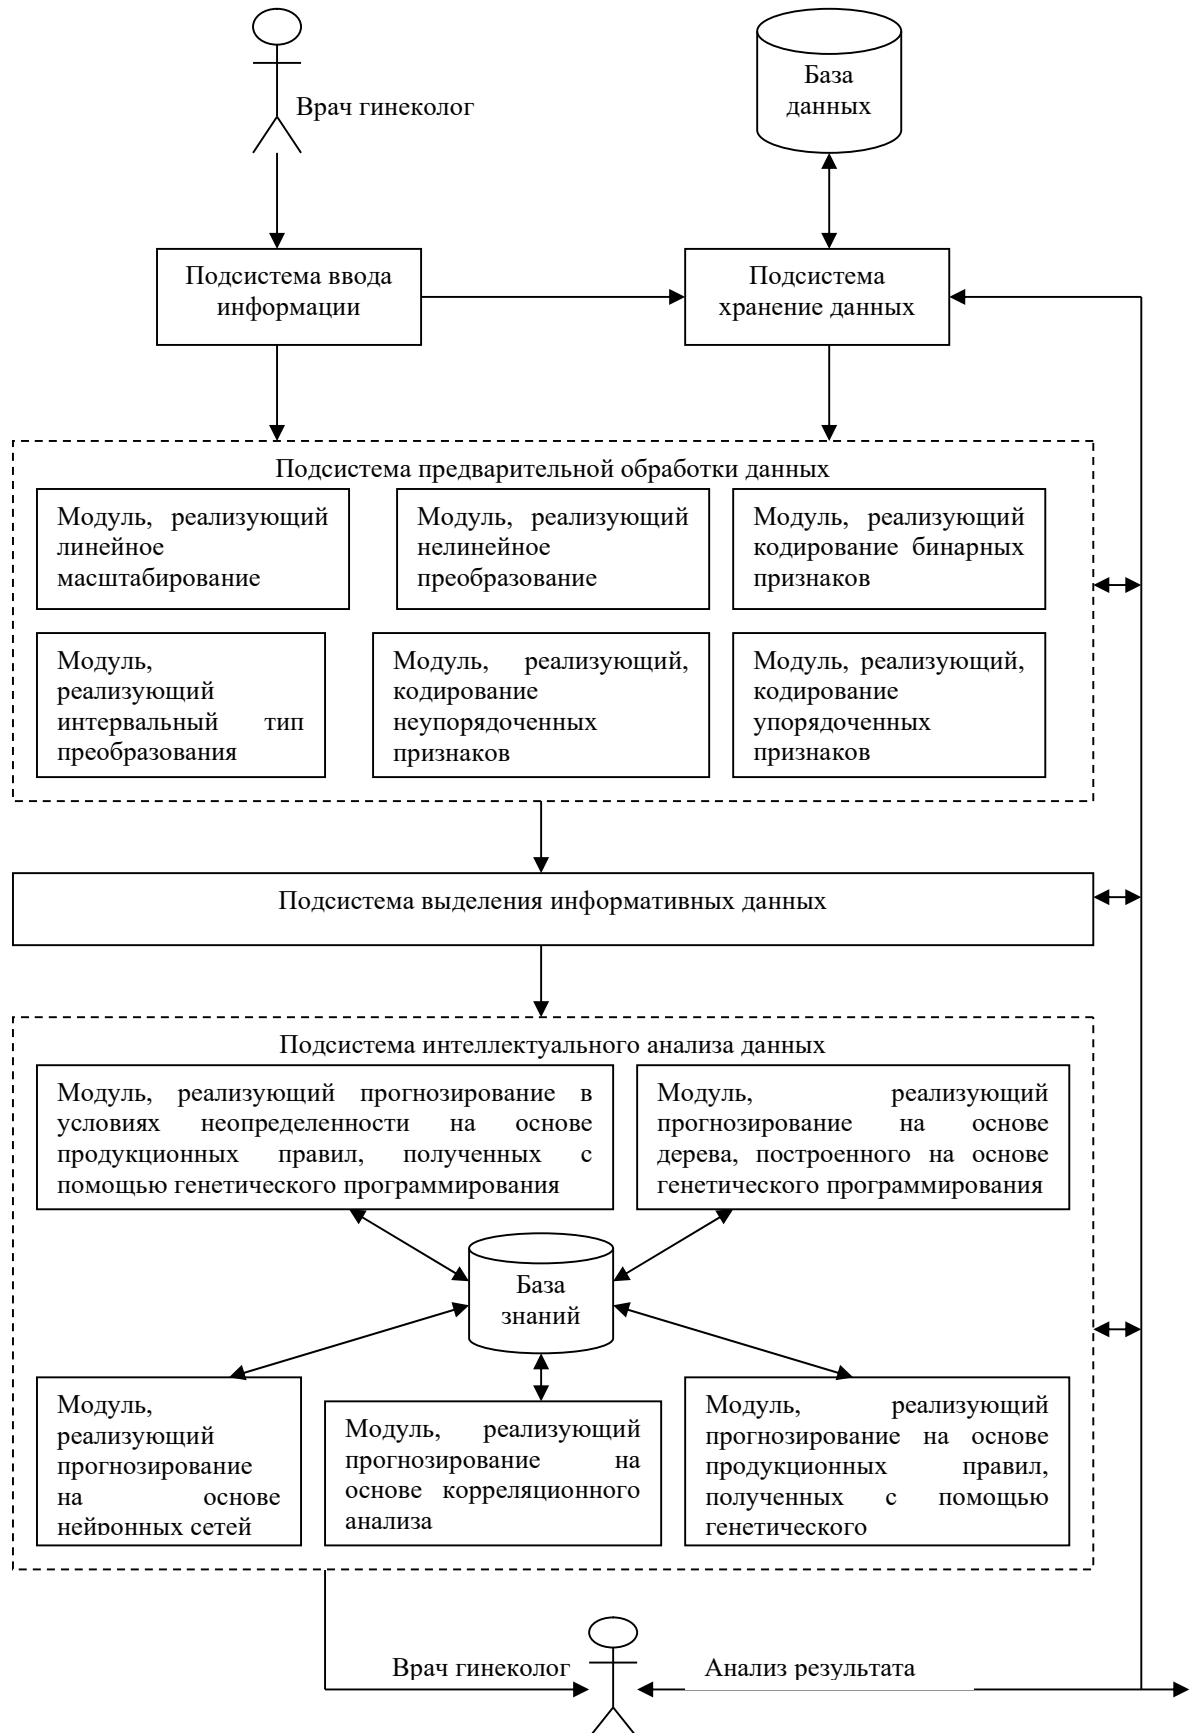 Врач гинеколог
База
данных
Подсистема ввода
информации
Подсистема
хранение данных
Подсистема предварительной обработки данных
Модуль, реализующий
линейное
масштабирование
Модуль, реализующий
нелинейное
преобразование
Модуль, реализующий
кодирование бинарных
признаков
Модуль,
реализующий
интервальный тип
преобразования
Модуль, реализующий,
кодирование
неупорядоченных
признаков
Модуль, реализующий,
кодирование
упорядоченных
признаков
Подсистема выделения информативных данных
Подсистема интеллектуального анализа данных
Модуль, реализующий прогнозирование в
условиях неопределенности на основе
продукционных правил, полученных с
помощью генетического программирования
Модуль, реализующий
прогнозирование на основе
дерева, построенного на основе
генетического программирования
База
знаний
Модуль,
реализующий
прогнозирование
на основе
нейронных сетей
Модуль, реализующий
прогнозирование на
основе корреляционного
анализа
Модуль, реализующий
прогнозирование на основе
продукционных правил,
полученных с помощью
генетического
Врач гинеколог
Анализ результата